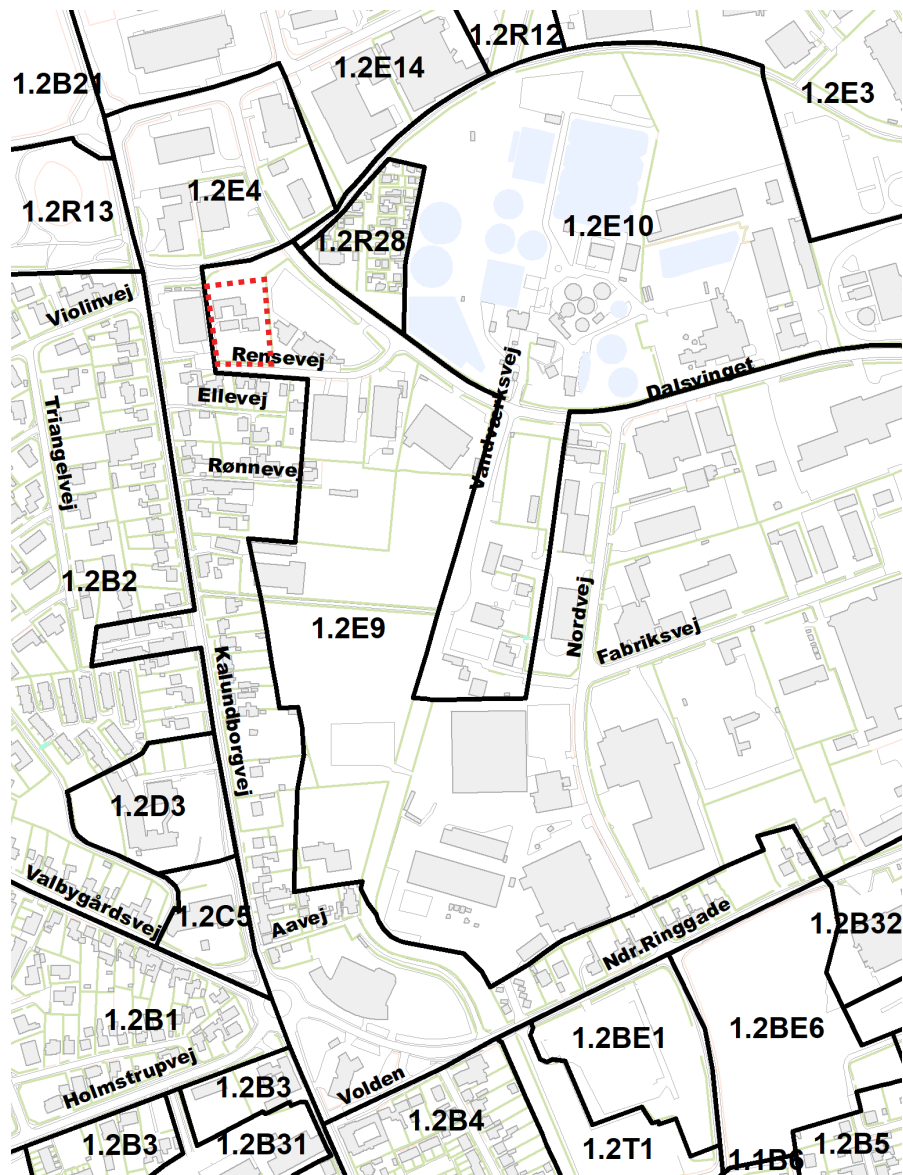 1.2R12
1.2E14
1.2B21
1.2E3
1.2E4
1.2R13
1.2R28
1.2E10
Violinvej
Rensevej
Ellevej
Dalsvinget
Vandværksvej
Triangelvej
Rønnevej
1.2B2
Nordvej
1.2E9
Fabriksvej
Kalundborgvej
1.2D3
Valbygårdsvej
1.2C5
Aavej
Ndr.Ringgade
1.2B32
1.2B1
1.2BE1
1.2BE6
Holmstrupvej
1.2B3
Volden
1.2B4
1.2B3
1.2B31
1.2T1
1.1B6
1.2B5